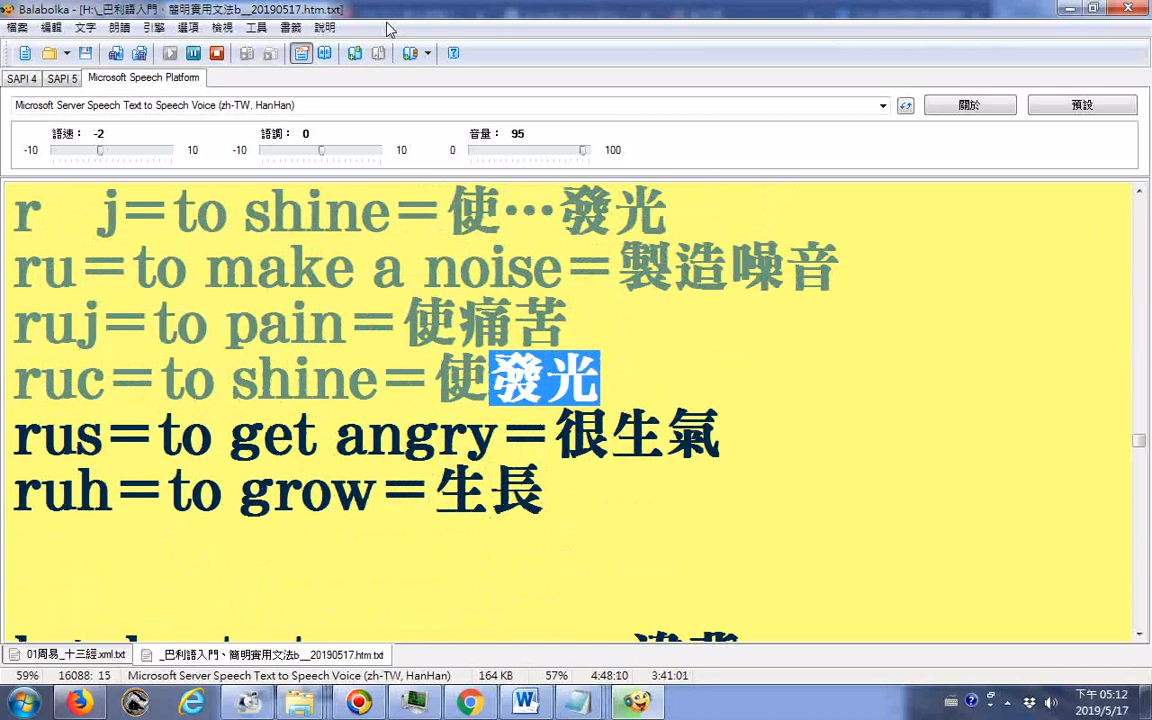 Balabolka - [H:\_巴利語入門、簡明實用文法b__20190517.htm.txt]
檔案 編輯 文字 朗讀 引擎 選項 檢視 工具 書籤 說明
SAPI 4 SAPI 5 Microsoft Speech Platform
Microsoft Server Speech Text to Speech Voice (zh-TW, HanHan)
關於 預設
語速： -2 語調： 0 音量： 95
-10 10 -10 10 0 100
r j＝to shine＝使…發光
ru＝to make a noise＝製造噪音
ruj＝to pain＝使痛苦
ruc＝to shine＝使發光
rus＝to get angry＝很生氣
ruh＝to grow＝生長
01周易_十三經.xml.txt _巴利語入門、簡明實用文法b__20190517.htm.txt
59% 16088: 15 Microsoft Server Speech Text to Speech Voice (zh-TW, HanHan) 164 KB 57% 4:48:10 3:41:01
下午 05:12
2019/5/17